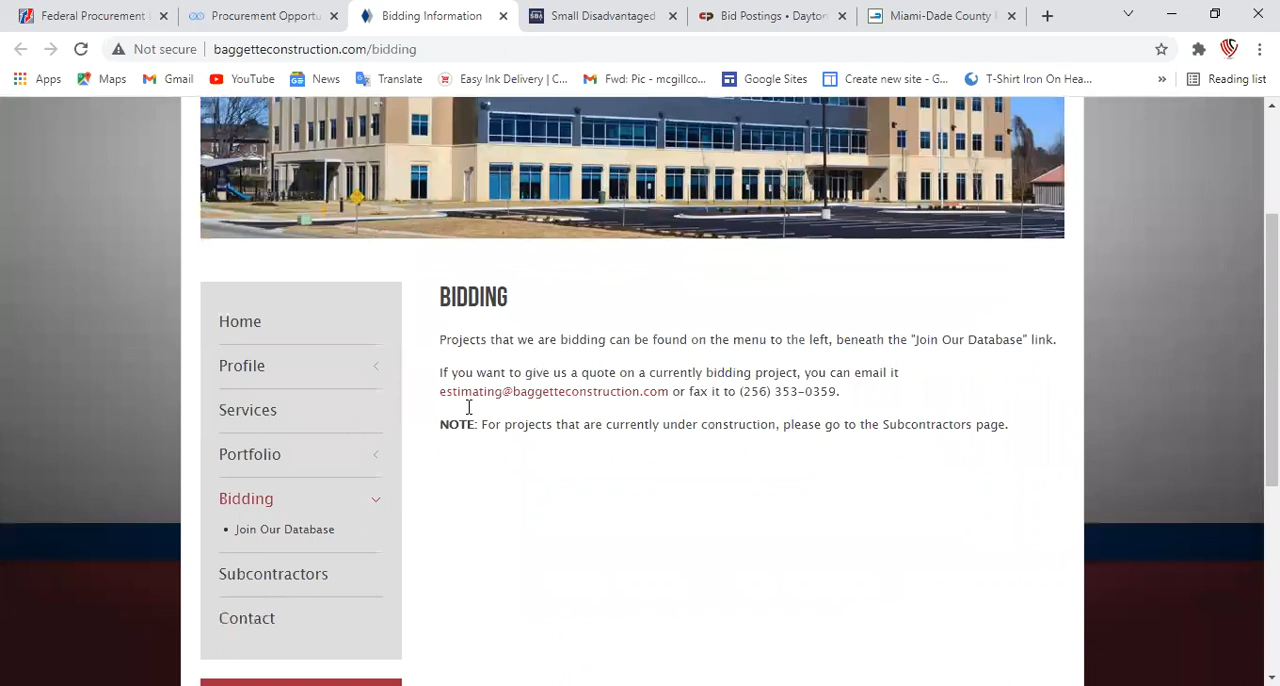 Federal Procurement
Procurement Opportu
Bidding Information
Small Disadvantaged
Bid Postings • Dayton
Miami-Dade County
Not secure
baggetteconstruction.com/bidding
Apps
Maps
Gmail
YouTube
News
Translate
Easy Ink Delivery | C...
Fwd: Pic - mcgillco...
Google Sites
Create new site - G...
T-Shirt Iron On Hea...
»
Reading list
Home
Profile
Services
Portfolio
Bidding
• Join Our Database
Subcontractors
Contact
BIDDING
Projects that we are bidding can be found on the menu to the left, beneath the "Join Our Database" link.
If you want to give us a quote on a currently bidding project, you can email it
estimating@baggetteconstruction.com or fax it to (256) 353-0359.
NOTE: For projects that are currently under construction, please go to the Subcontractors page.